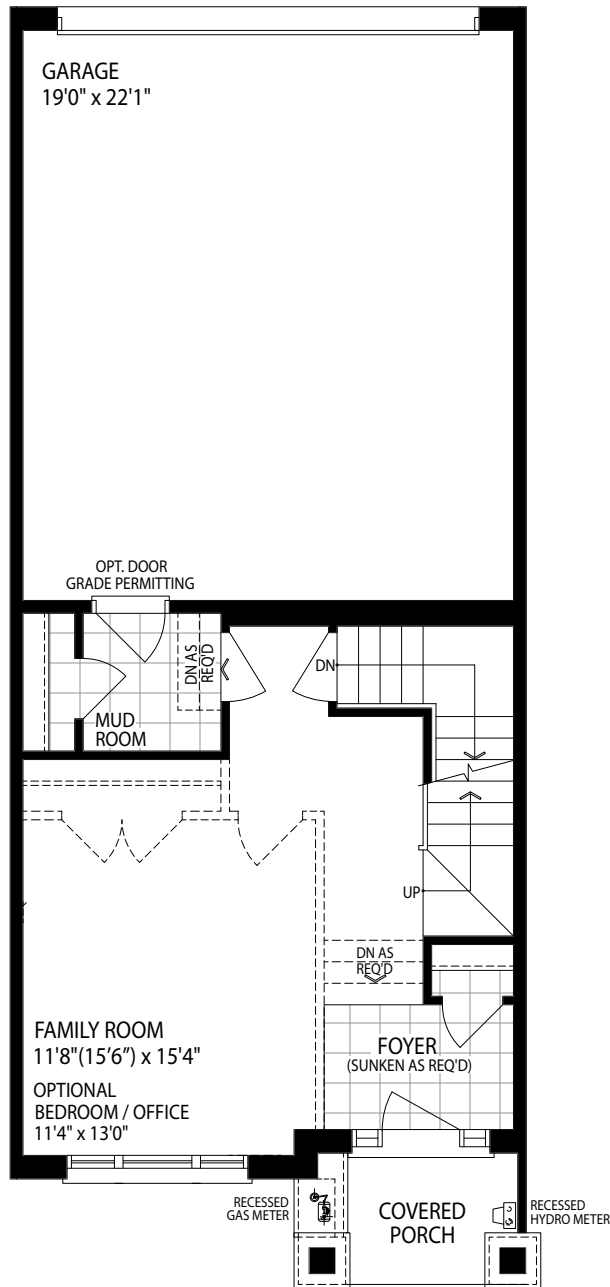 GARAGE
19'0" x 22'1"
OPT. DOOR
GRADE PERMITTING
DN AS
REQ'D
DN
MUD
ROOM
UP
DN AS
REQ'D
FAMILY ROOM
11'8"(15’6”) x 15'4"
OPTIONAL
BEDROOM / OFFICE
11'4" x 13'0"
FOYER
(SUNKEN AS REQ'D)
RECESSED
GAS METER
COVERED
PORCH
RECESSED
HYDRO METER